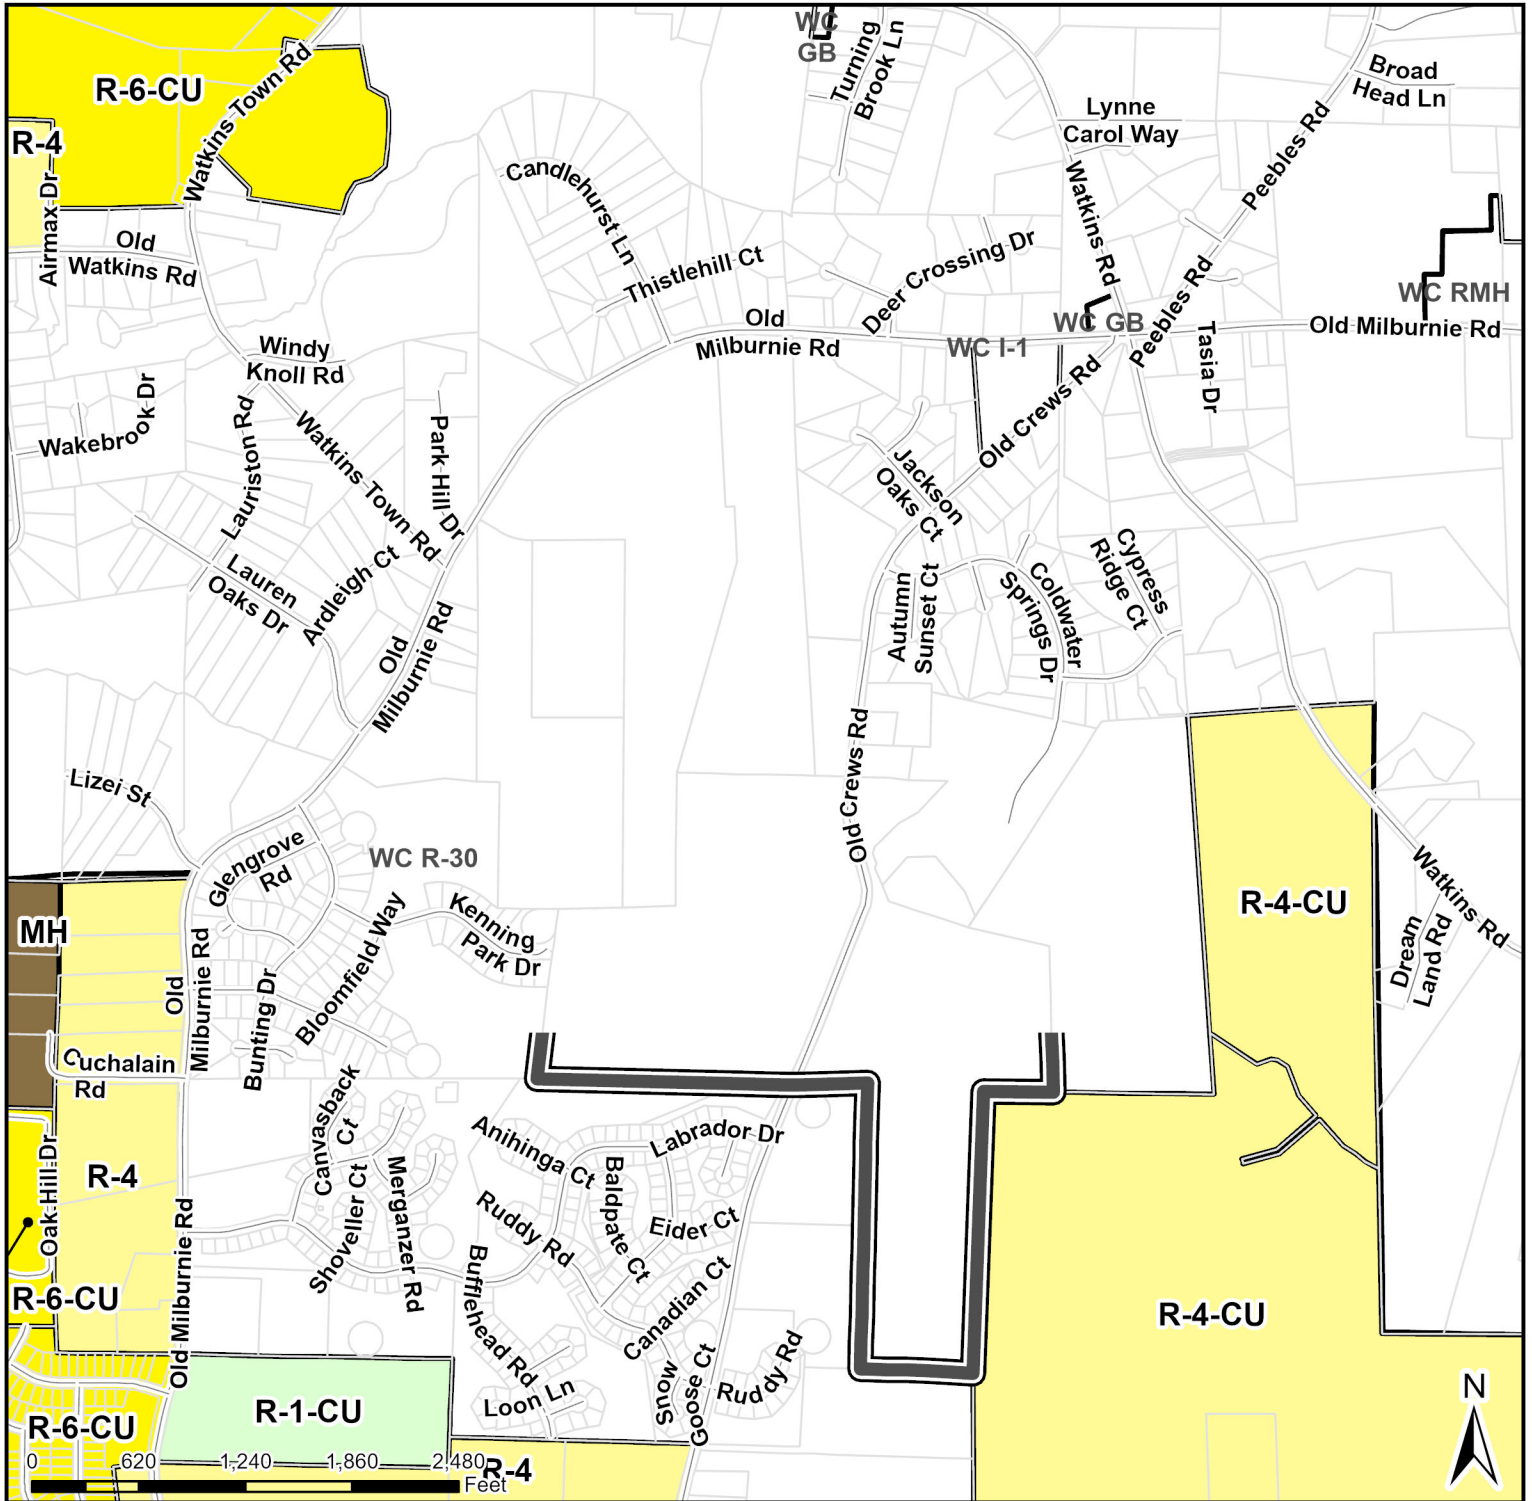 WC
GB
Turning
Brook Ln
Broad
Head Ln
R-6-CU
Watkins Town Rd
Lynne
Carol Way
Peebles Rd
R-4
Airmax Dr
Candlehurst Ln
Watkins Rd
Old
Watkins Rd
Thistlehill Ct
Deer Crossing Dr
Peebles Rd
WC RMH
Old
Milburnie Rd
WC I-1
WC GB
Old Milburnie Rd
Windy
Knoll Rd
Tasia Dr
Wakebrook Dr
Lauriston Rd
Watkins Town Rd
Park Hill Dr
Old Crews Rd
Jackson
Oaks Ct
Lauren
Oaks Dr
Ardleigh Ct
Autumn
Sunset Ct
Coldwater
Springs Dr
Cypress
Ridge Ct
Old
Milburnie Rd
Old Crews Rd
Lizei St
Glengrove
Rd
WC R-30
Kenning
Park Dr
R-4-CU
Watkins Rd
Dream
Land Rd
MH
Old
Milburnie Rd
Bunting Dr
Bloomfield Way
Cuchalain
Rd
Canvasback
Ct
Anihinga Ct
Labrador Dr
Oak Hill Dr
R-4
Shoveller Ct
Merganzer Rd
Baldpate Ct
Ruddy Rd
Eider Ct
Old Milburnie Rd
Bufflehead Rd
Canadian Ct
R-6-CU
R-4-CU
Snow
Goose Ct
Ruddy Rd
Loon Ln
R-1-CU
R-6-CU
N
0 620 1,240 1,860 2,480
Feet
R-4